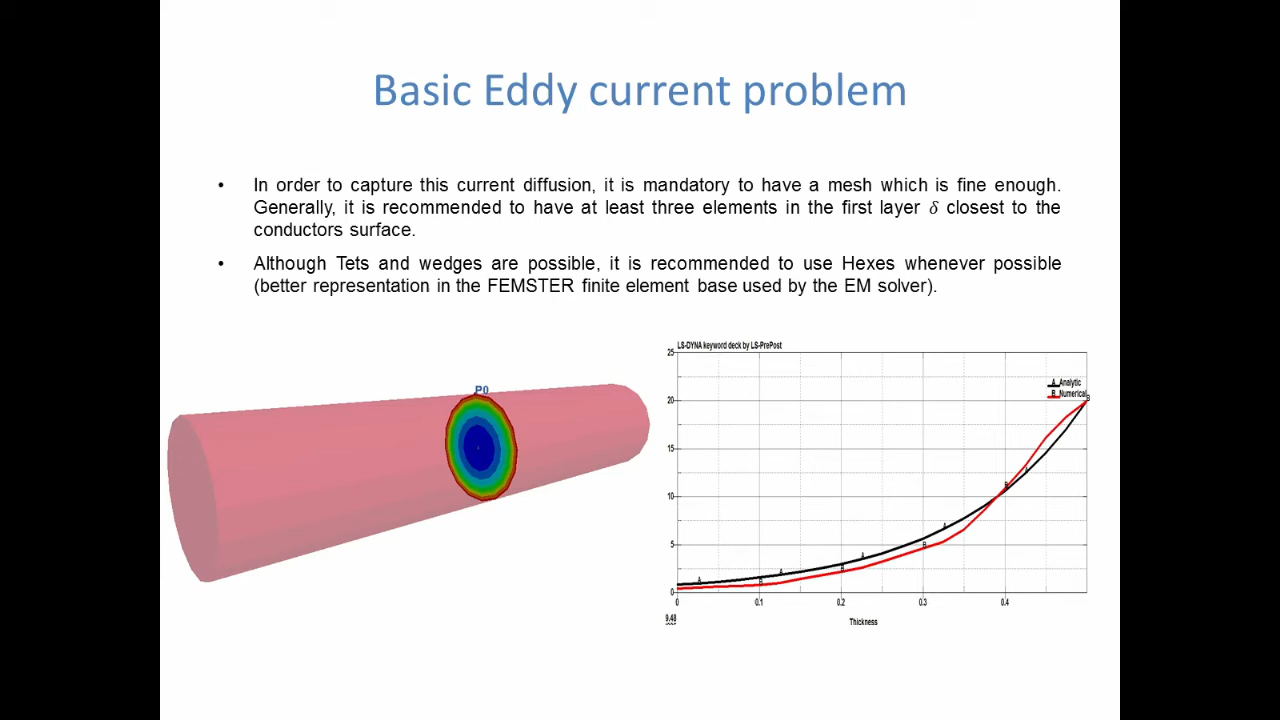 Basic Eddy current problem
• In order to capture this current diffusion, it is mandatory to have a mesh which is fine enough.
Generally, it is recommended to have at least three elements in the first layer δ closest to the
conductors surface.
• Although Tets and wedges are possible, it is recommended to use Hexes whenever possible
(better representation in the FEMSTER finite element base used by the EM solver).
P0
LS-DYNA keyword deck by LS-PrePost
25
A Analytic
B Numerical
20
B
15
A
B
10
A
B
5
A
B
A
B
A
0
0 0.1 0.2 0.3 0.4
Thickness